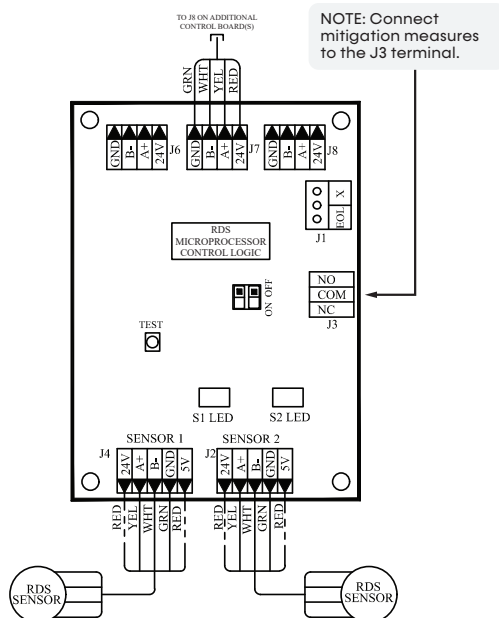 TO J8 ON ADDITIONAL
CONTROL BOARD(S)
NOTE: Connect
mitigation measures
to the J3 terminal.
GRN
WHT
YEL
RED
GND
B-
A+
24V
J6
GND
B-
A+
24V
J7
GND
B-
A+
24V
J8
X
EOL
J1
RDS
MICROPROCESSOR
CONTROL LOGIC
ON OFF
NO
COM
NC
J3
TEST
S1 LED
S2 LED
SENSOR 1
SENSOR 2
J4
24V
A+
B-
GND
5V
J2
24V
A+
B-
GND
5V
RED
YEL
WHT
GRN
RED
RED
YEL
WHT
GRN
RED
RDS
SENSOR
RDS
SENSOR